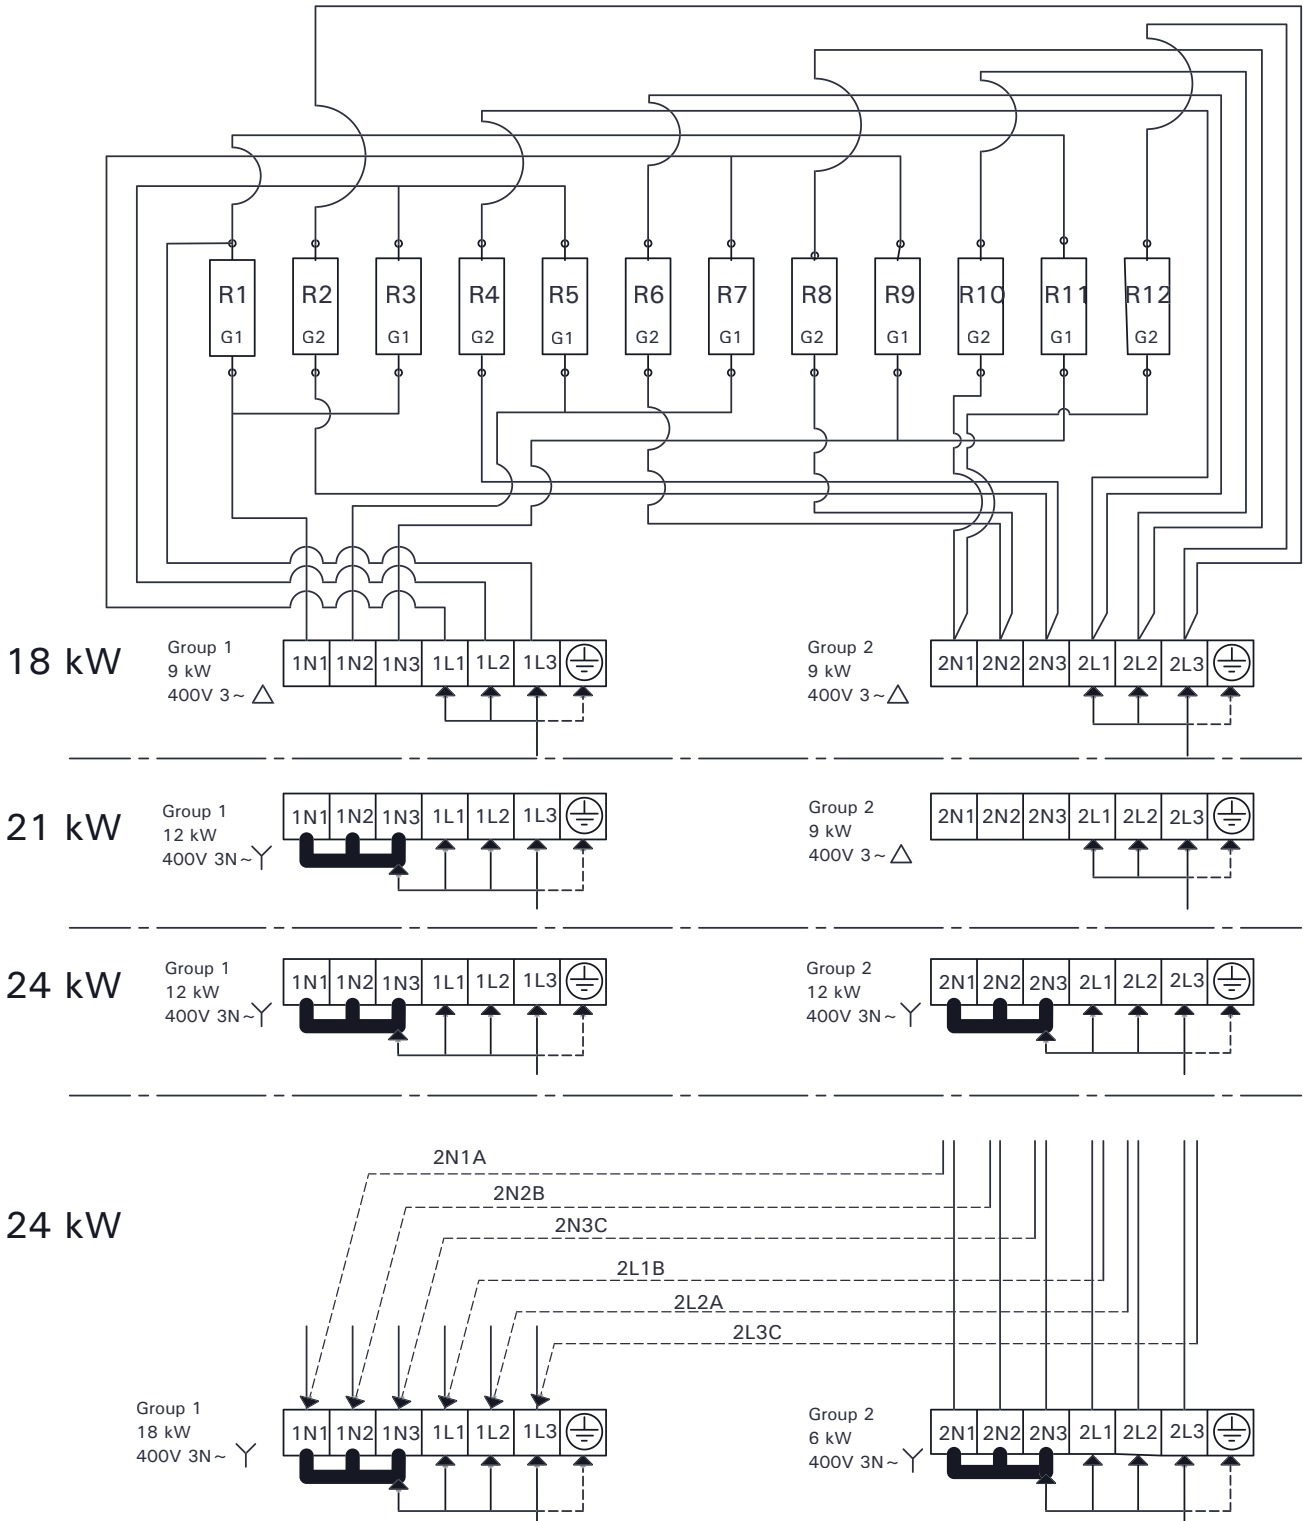 R1 R2 R3 R4 R5 R6 R7 R8 R9 R10 R11 R12
G1 G2 G1 G2 G1 G2 G1 G2 G1 G2 G1 G2
18 kW
Group 1
9 kW
400V 3~
1N1 1N2 1N3 1L1 1L2 1L3
Group 2
9 kW
400V 3~
2N1 2N2 2N3 2L1 2L2 2L3
21 kW
Group 1
12 kW
400V 3N~
1N1 1N2 1N3 1L1 1L2 1L3
Group 2
9 kW
400V 3~
2N1 2N2 2N3 2L1 2L2 2L3
24 kW
Group 1
12 kW
400V 3N~
1N1 1N2 1N3 1L1 1L2 1L3
Group 2
12 kW
400V 3N~
2N1 2N2 2N3 2L1 2L2 2L3
24 kW
2N1A
2N2B
2N3C
2L1B
2L2A
2L3C
Group 1
18 kW
400V 3N~
1N1 1N2 1N3 1L1 1L2 1L3
Group 2
6 kW
400V 3N~
2N1 2N2 2N3 2L1 2L2 2L3